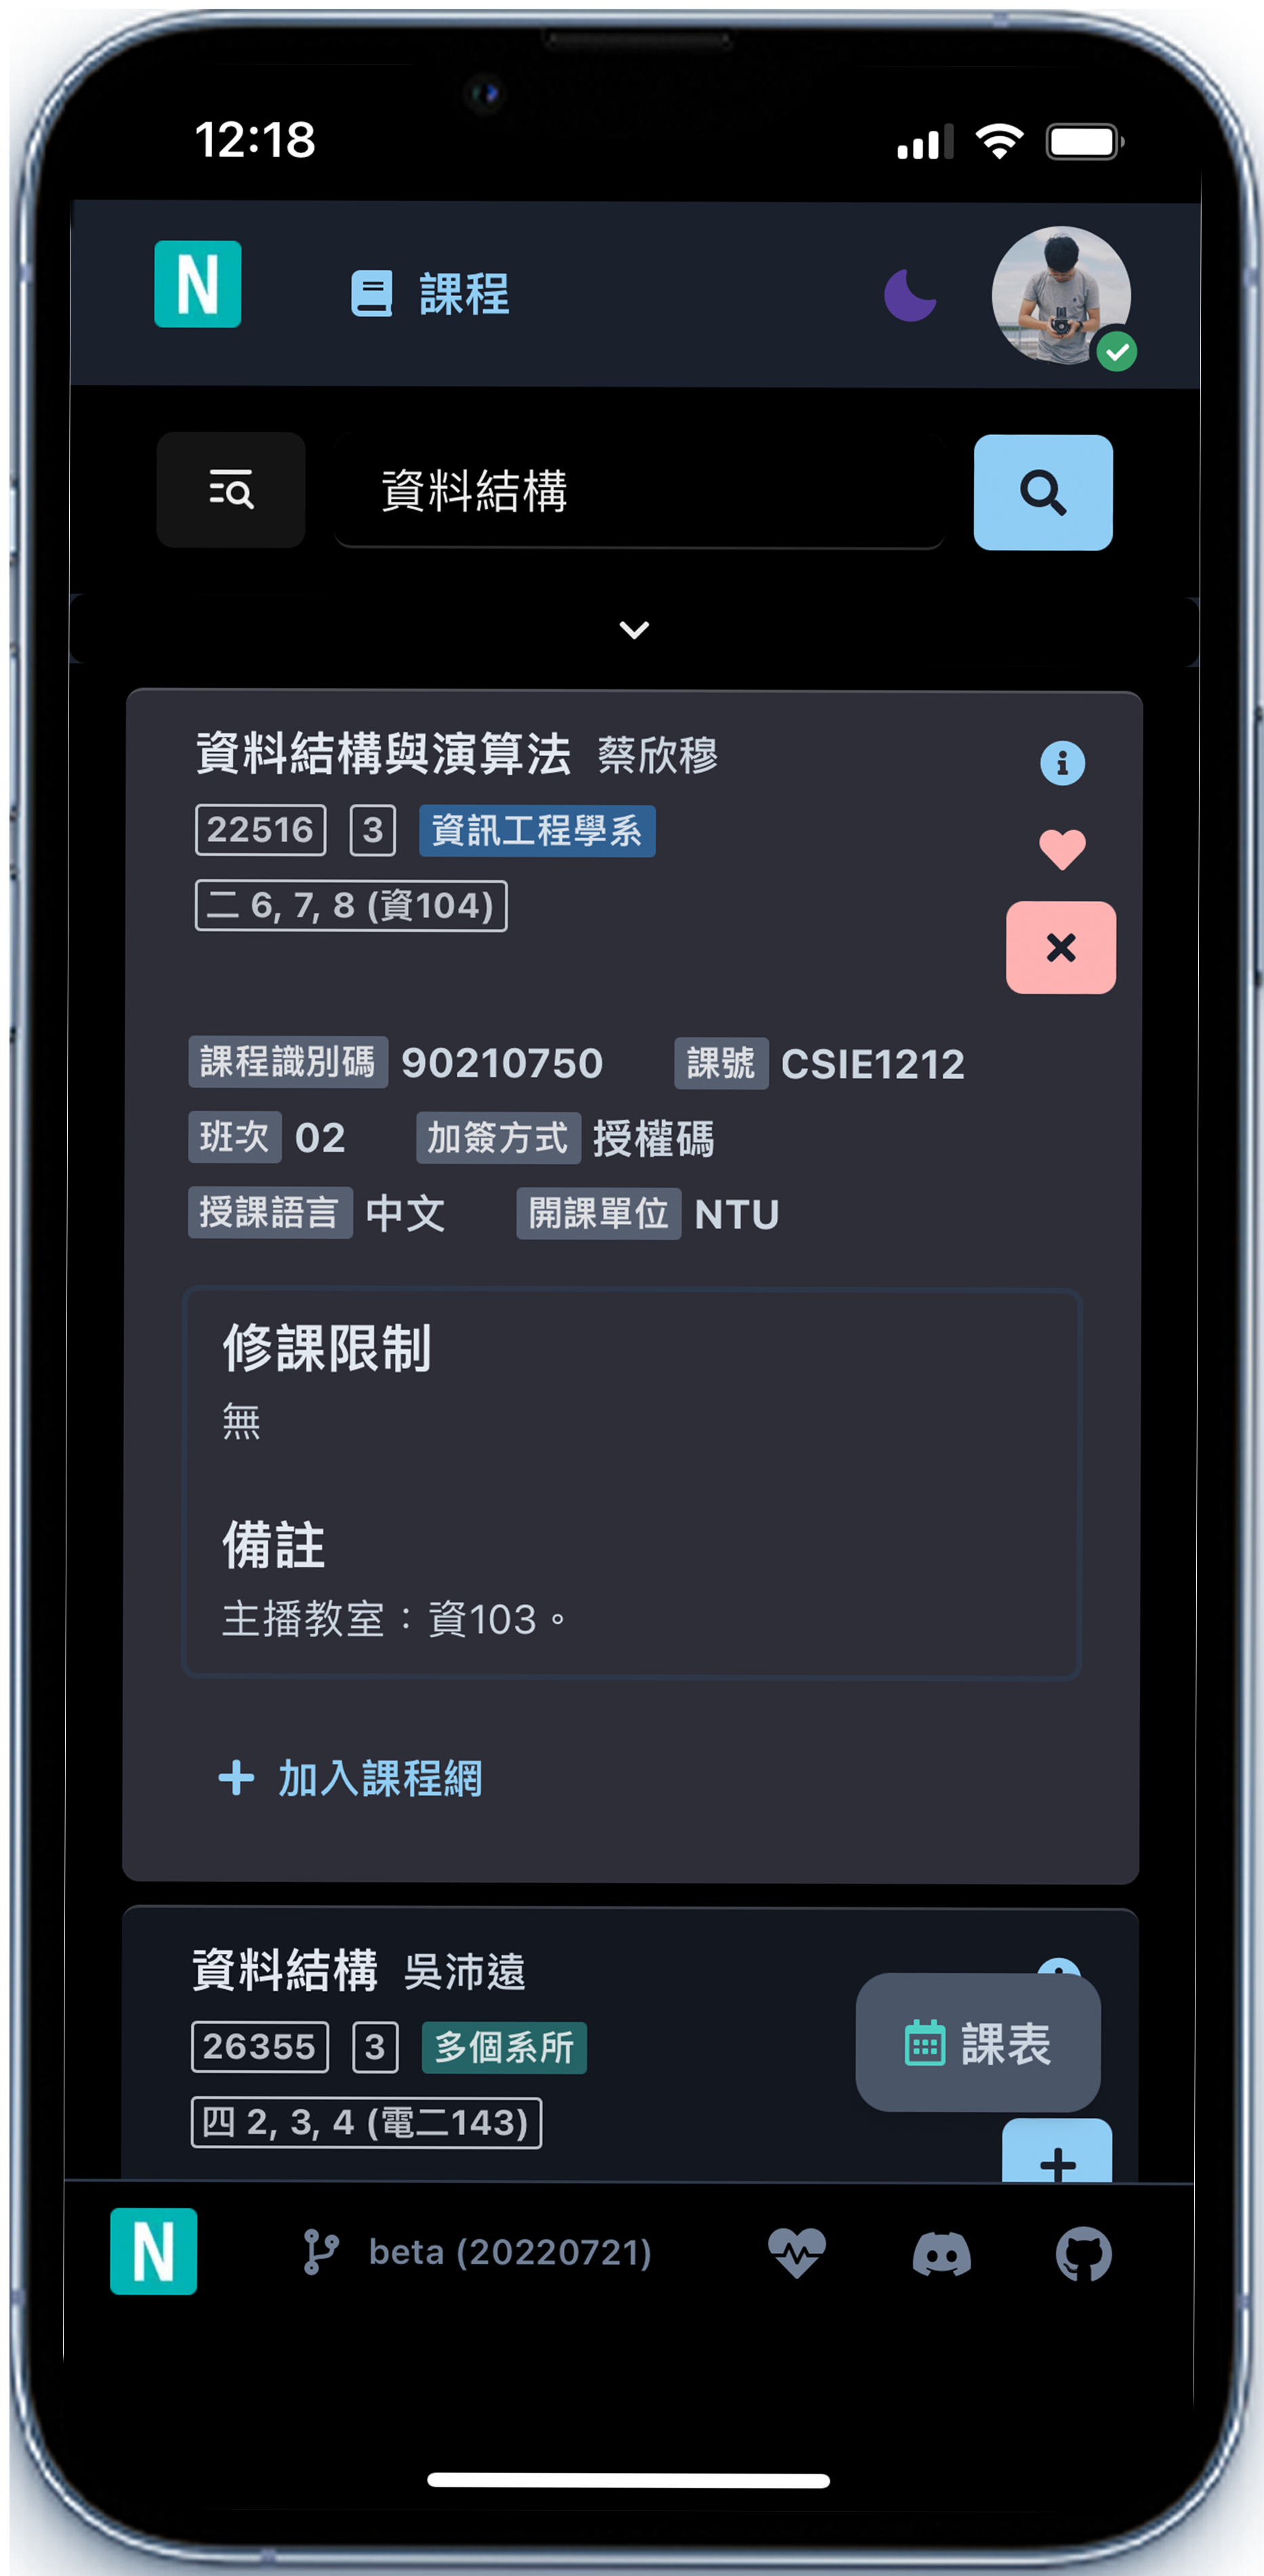 12:18
N 課程
資料結構
資料結構與演算法 蔡欣穆
22516 3 資訊工程學系
二 6, 7, 8 (資104)
課程識別碼 90210750 課號 CSIE1212
班次 02 加簽方式 授權碼
授課語言 中文 開課單位 NTU
修課限制
無
備註
主播教室：資103。
加入課程網
資料結構 吳沛遠
26355 3 多個系所
課表
四 2, 3, 4 (電二143)
N beta (20220721)